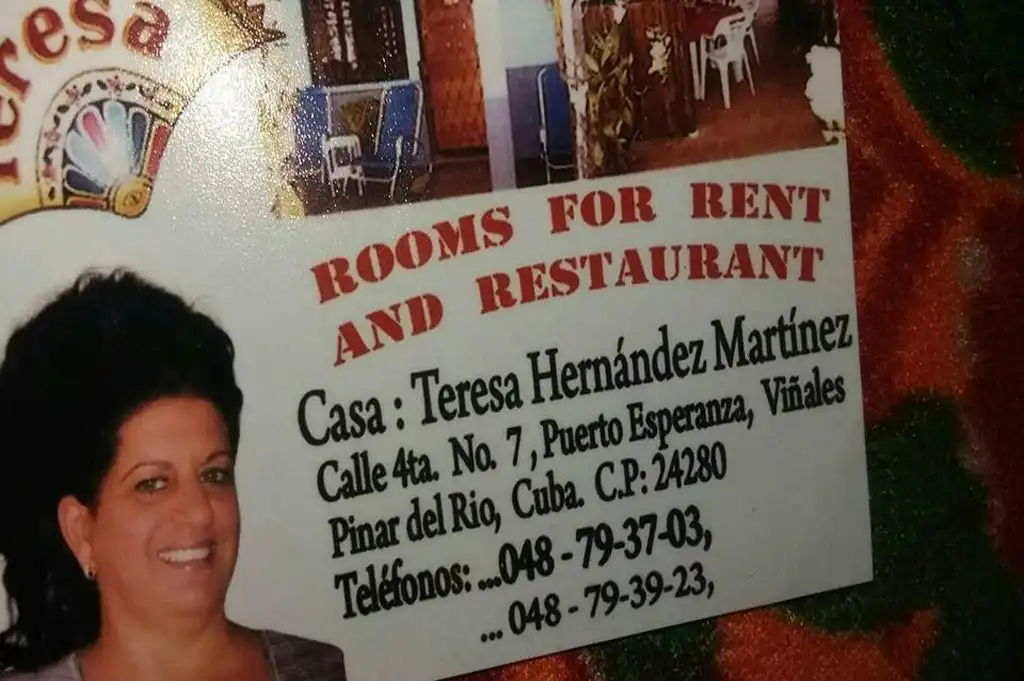 eresa
Teresa
ROOMS FOR RENT
AND RESTAURANT
Casa : Teresa Hernández Martínez
Calle 4ta. No. 7, Puerto Esperanza, Viñales
Pinar del Rio, Cuba. C.P: 24280
Teléfonos: ...048 - 79-37-03,
... 048 - 79-39-23,